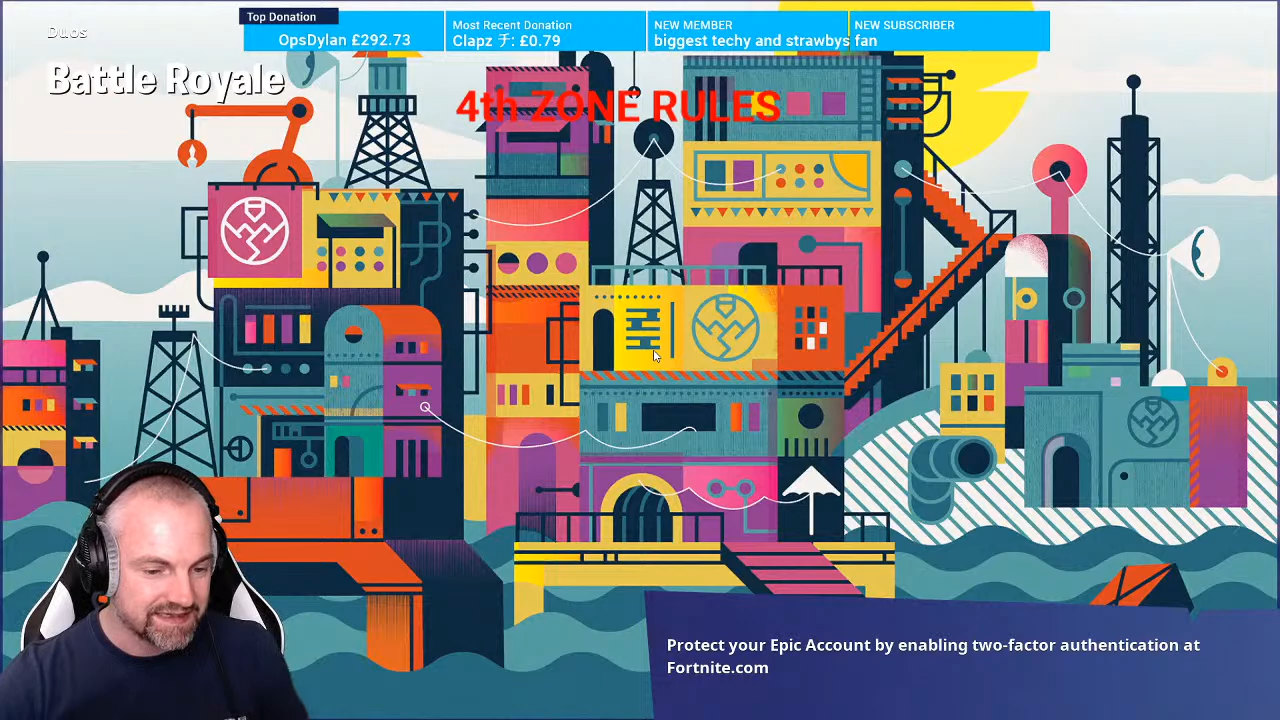 Top Donation
OpsDylan £292.73
Most Recent Donation
Clapz チ: £0.79
NEW MEMBER
biggest techy and strawbys fan
NEW SUBSCRIBER
Duos
Battle Royale
4th ZONE RULES
Protect your Epic Account by enabling two-factor authentication at
Fortnite.com